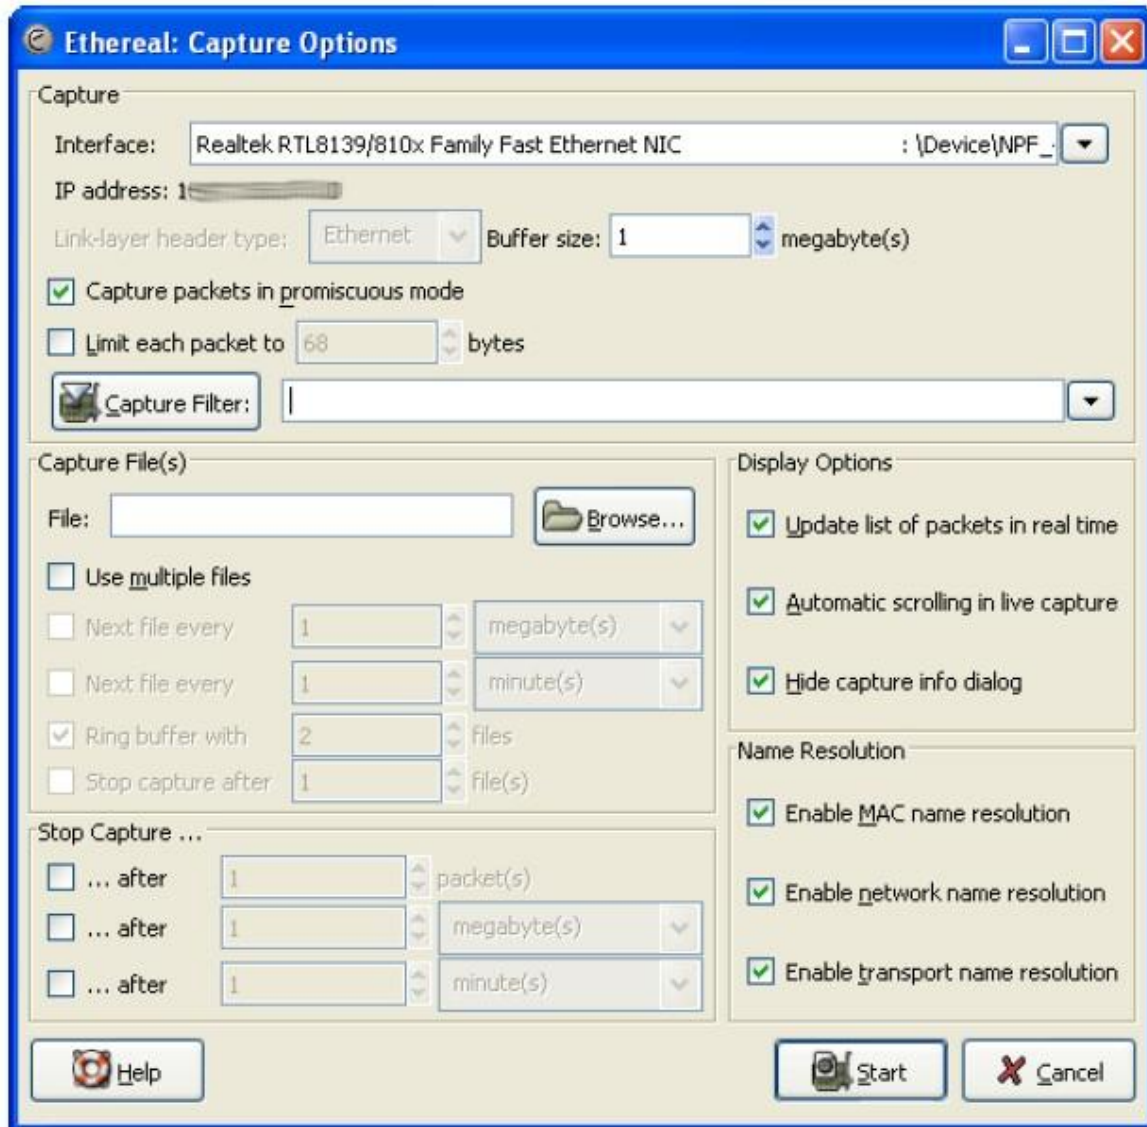 Ethereal: Capture Options
Capture
Interface: Realtek RTL8139/810x Family Fast Ethernet NIC : \Device\NPF_
IP address: 1
Link-layer header type: Ethernet Buffer size: 1 megabyte(s)
Capture packets in promiscuous mode
Limit each packet to 68 bytes
Capture Filter:
Capture File(s)
File: Browse...
Use multiple files
Next file every 1 megabyte(s)
Next file every 1 minute(s)
Ring buffer with 2 files
Stop capture after 1 file(s)
Stop Capture ...
... after 1 packet(s)
... after 1 megabyte(s)
... after 1 minute(s)
Display Options
Update list of packets in real time
Automatic scrolling in live capture
Hide capture info dialog
Name Resolution
Enable MAC name resolution
Enable network name resolution
Enable transport name resolution
Help Start Cancel